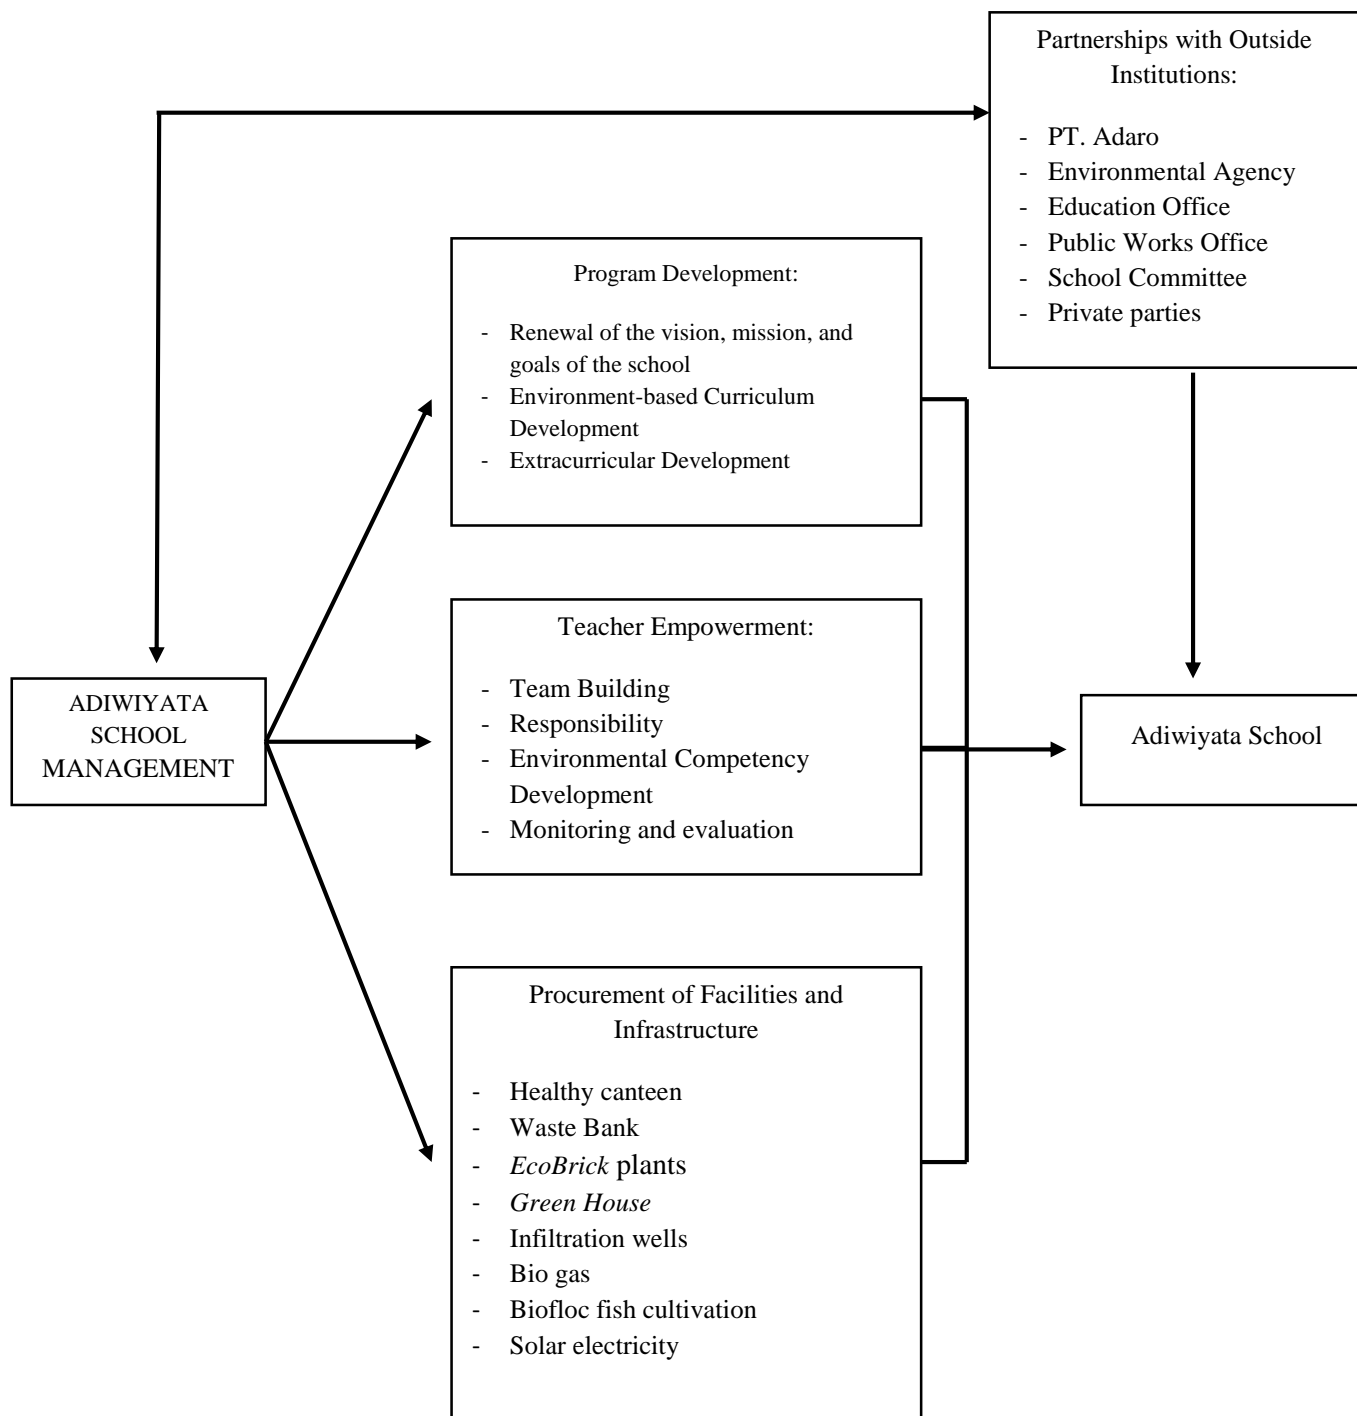 Partnerships with Outside
Institutions:
- PT. Adaro
- Environmental Agency
- Education Office
- Public Works Office
- School Committee
- Private parties
Program Development:
- Renewal of the vision, mission, and
goals of the school
- Environment-based Curriculum
Development
- Extracurricular Development
ADIWIYATA
SCHOOL
MANAGEMENT
Teacher Empowerment:
- Team Building
- Responsibility
- Environmental Competency
Development
- Monitoring and evaluation
Adiwiyata School
Procurement of Facilities and
Infrastructure
- Healthy canteen
- Waste Bank
- EcoBrick plants
- Green House
- Infiltration wells
- Bio gas
- Biofloc fish cultivation
- Solar electricity